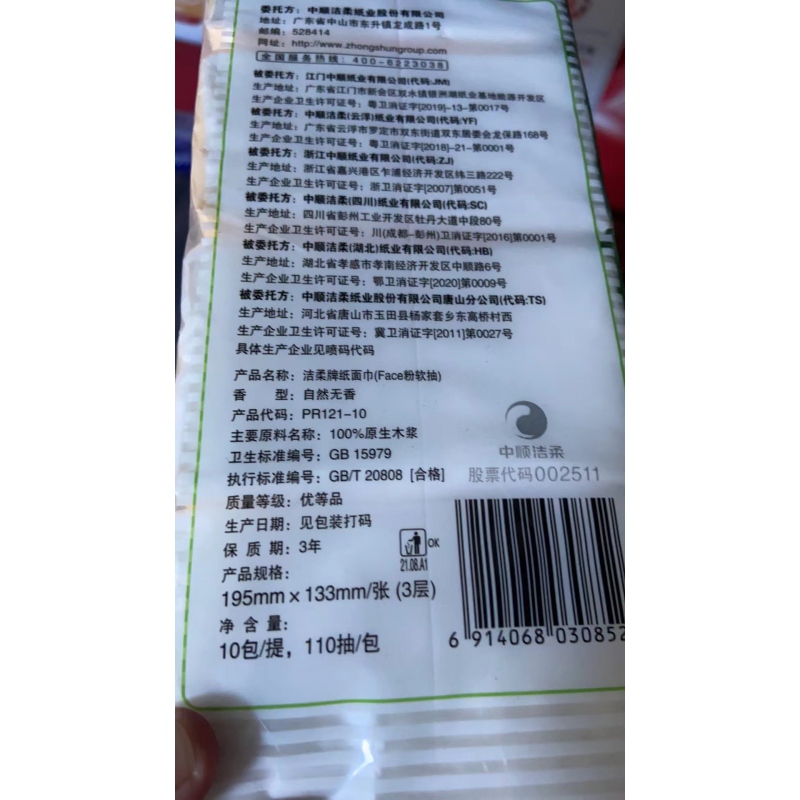 委托方：中顺洁柔纸业股份有限公司
地址：广东省中山市东升镇龙成路1号
邮编：528414
网址：http://www.zhongshungroup.com
全国服务热线：400-6223038
被委托方：江门中顺纸业有限公司(代码:JM)
生产地址：广东省江门市新会区双水镇银洲湖纸业基地能源开发区
生产企业卫生许可证号：粤卫消证字[2019]-13-第0017号
被委托方：中顺洁柔(云浮)纸业有限公司(代码:YF)
生产地址：广东省云浮市罗定市双东街道双东居委会龙保路168号
生产企业卫生许可证号：粤卫消证字[2018]-21-第0001号
被委托方：浙江中顺纸业有限公司(代码:ZJ)
生产地址：浙江省嘉兴港区乍浦经济开发区纬三路222号
生产企业卫生许可证号：浙卫消证字[2007]第0051号
被委托方：中顺洁柔(四川)纸业有限公司(代码:SC)
生产地址：四川省彭州工业开发区牡丹大道中段80号
生产企业卫生许可证号：川(成都-彭州)卫消证字[2016]第0001号
被委托方：中顺洁柔(湖北)纸业有限公司(代码:HB)
生产地址：湖北省孝感市孝南经济开发区中顺路6号
生产企业卫生许可证号：鄂卫消证字[2020]第0009号
被委托方：中顺洁柔纸业股份有限公司唐山分公司(代码:TS)
生产地址：河北省唐山市玉田县杨家套乡东高桥村西
生产企业卫生许可证号：冀卫消证字[2011]第0027号
具体生产企业见喷码代码
产品名称：洁柔牌纸面巾(Face粉软抽)
香　型：自然无香
产品代码：PR121-10
主要原料名称：100%原生木浆
卫生标准编号：GB 15979
执行标准编号：GB/T 20808 [合格]
质量等级：优等品
生产日期：见包装打码
保 质 期：3年
产品规格：
195mm x 133mm/张 (3层)
净 含 量：
10包/提，110抽/包
中顺洁柔
股票代码002511
OK
21.08.A1
6 914068 030852